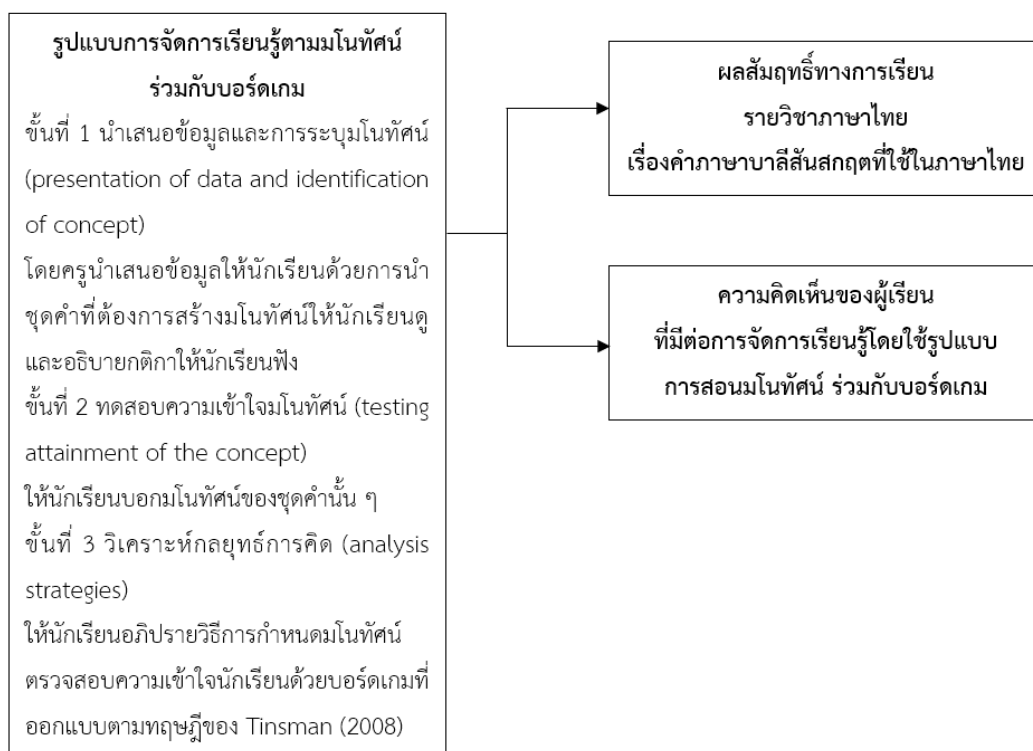 รูปแบบการจัดการเรียนรู้ตามมโนทัศน์
ร่วมกับบอร์ดเกม
ขั้นที่ 1 นำเสนอข้อมูลและการระบุมโนทัศน์
(presentation of data and identification
of concept)
โดยครูนำเสนอข้อมูลให้นักเรียนด้วยการนำ
ชุดคำที่ต้องการสร้างมโนทัศน์ให้นักเรียนดู
และอธิบายกติกาให้นักเรียนฟัง
ขั้นที่ 2 ทดสอบความเข้าใจมโนทัศน์ (testing
attainment of the concept)
ให้นักเรียนบอกมโนทัศน์ของชุดคำนั้น ๆ
ขั้นที่ 3 วิเคราะห์กลยุทธ์การคิด (analysis
strategies)
ให้นักเรียนอภิปรายวิธีการกำหนดมโนทัศน์
ตรวจสอบความเข้าใจนักเรียนด้วยบอร์ดเกมที่
ออกแบบตามทฤษฎีของ Tinsman (2008)
ผลสัมฤทธิ์ทางการเรียน
รายวิชาภาษาไทย
เรื่องคำภาษาบาลีสันสกฤตที่ใช้ในภาษาไทย
ความคิดเห็นของผู้เรียน
ที่มีต่อการจัดการเรียนรู้โดยใช้รูปแบบ
การสอนมโนทัศน์ ร่วมกับบอร์ดเกม